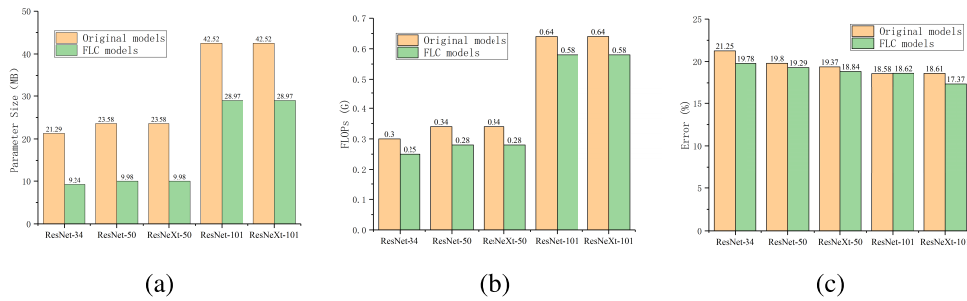 50
40
30
20
10
0
Parameter Size (MB)
Original models
FLC models
21.29
9.24
23.58
9.98
23.58
9.98
42.52
28.97
42.52
28.97
ResNet-34
ResNet-50
ResNeXt-50
ResNet-101
ResNeXt-101
(a)
0.7
0.6
0.5
0.4
0.3
0.2
0.1
0.0
FLOPs (G)
Original models
FLC models
0.3
0.25
0.34
0.28
0.34
0.28
0.64
0.58
0.64
0.58
ResNet-34
ResNet-50
ResNeXt-50
ResNet-101
ResNeXt-101
(b)
25
20
15
10
5
0
Error (%)
Original models
FLC models
21.25
19.78
19.8
19.29
19.37
18.84
18.58
18.62
18.61
17.37
ResNet-34
ResNet-50
ResNeXt-50
ResNet-101
ResNeXt-10
(c)